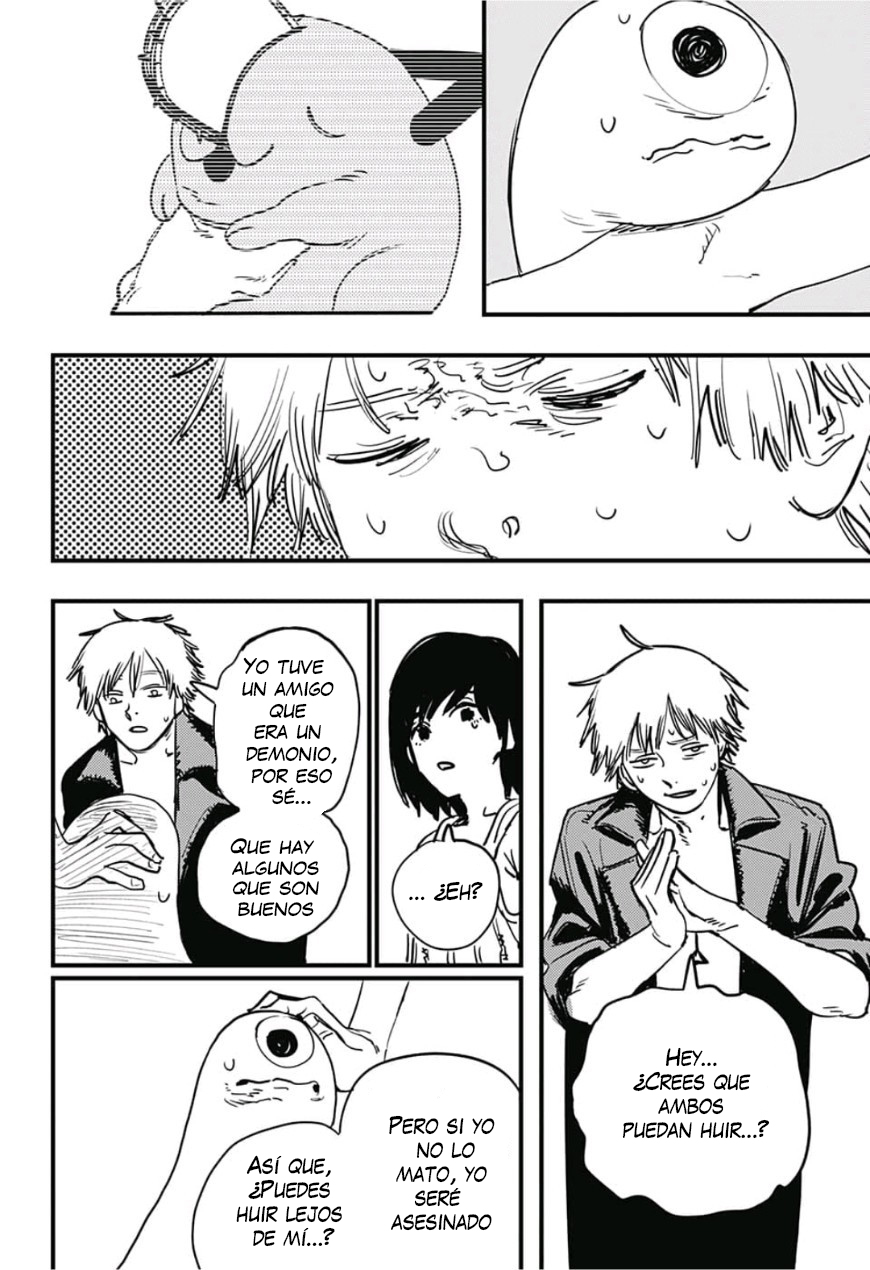 HEY...
¿CREES QUE
AMBOS
PUEDAN HUIR...?
... ¿EH?
YO TUVE
UN AMIGO
QUE
ERA UN
DEMONIO,
POR ESO
SÉ...
QUE HAY
ALGUNOS
QUE SON
BUENOS
PERO SI YO
NO LO
MATO, YO
SERÉ
ASESINADO
ASÍ QUE,
¿PUEDES
HUIR LEJOS
DE MÍ...?